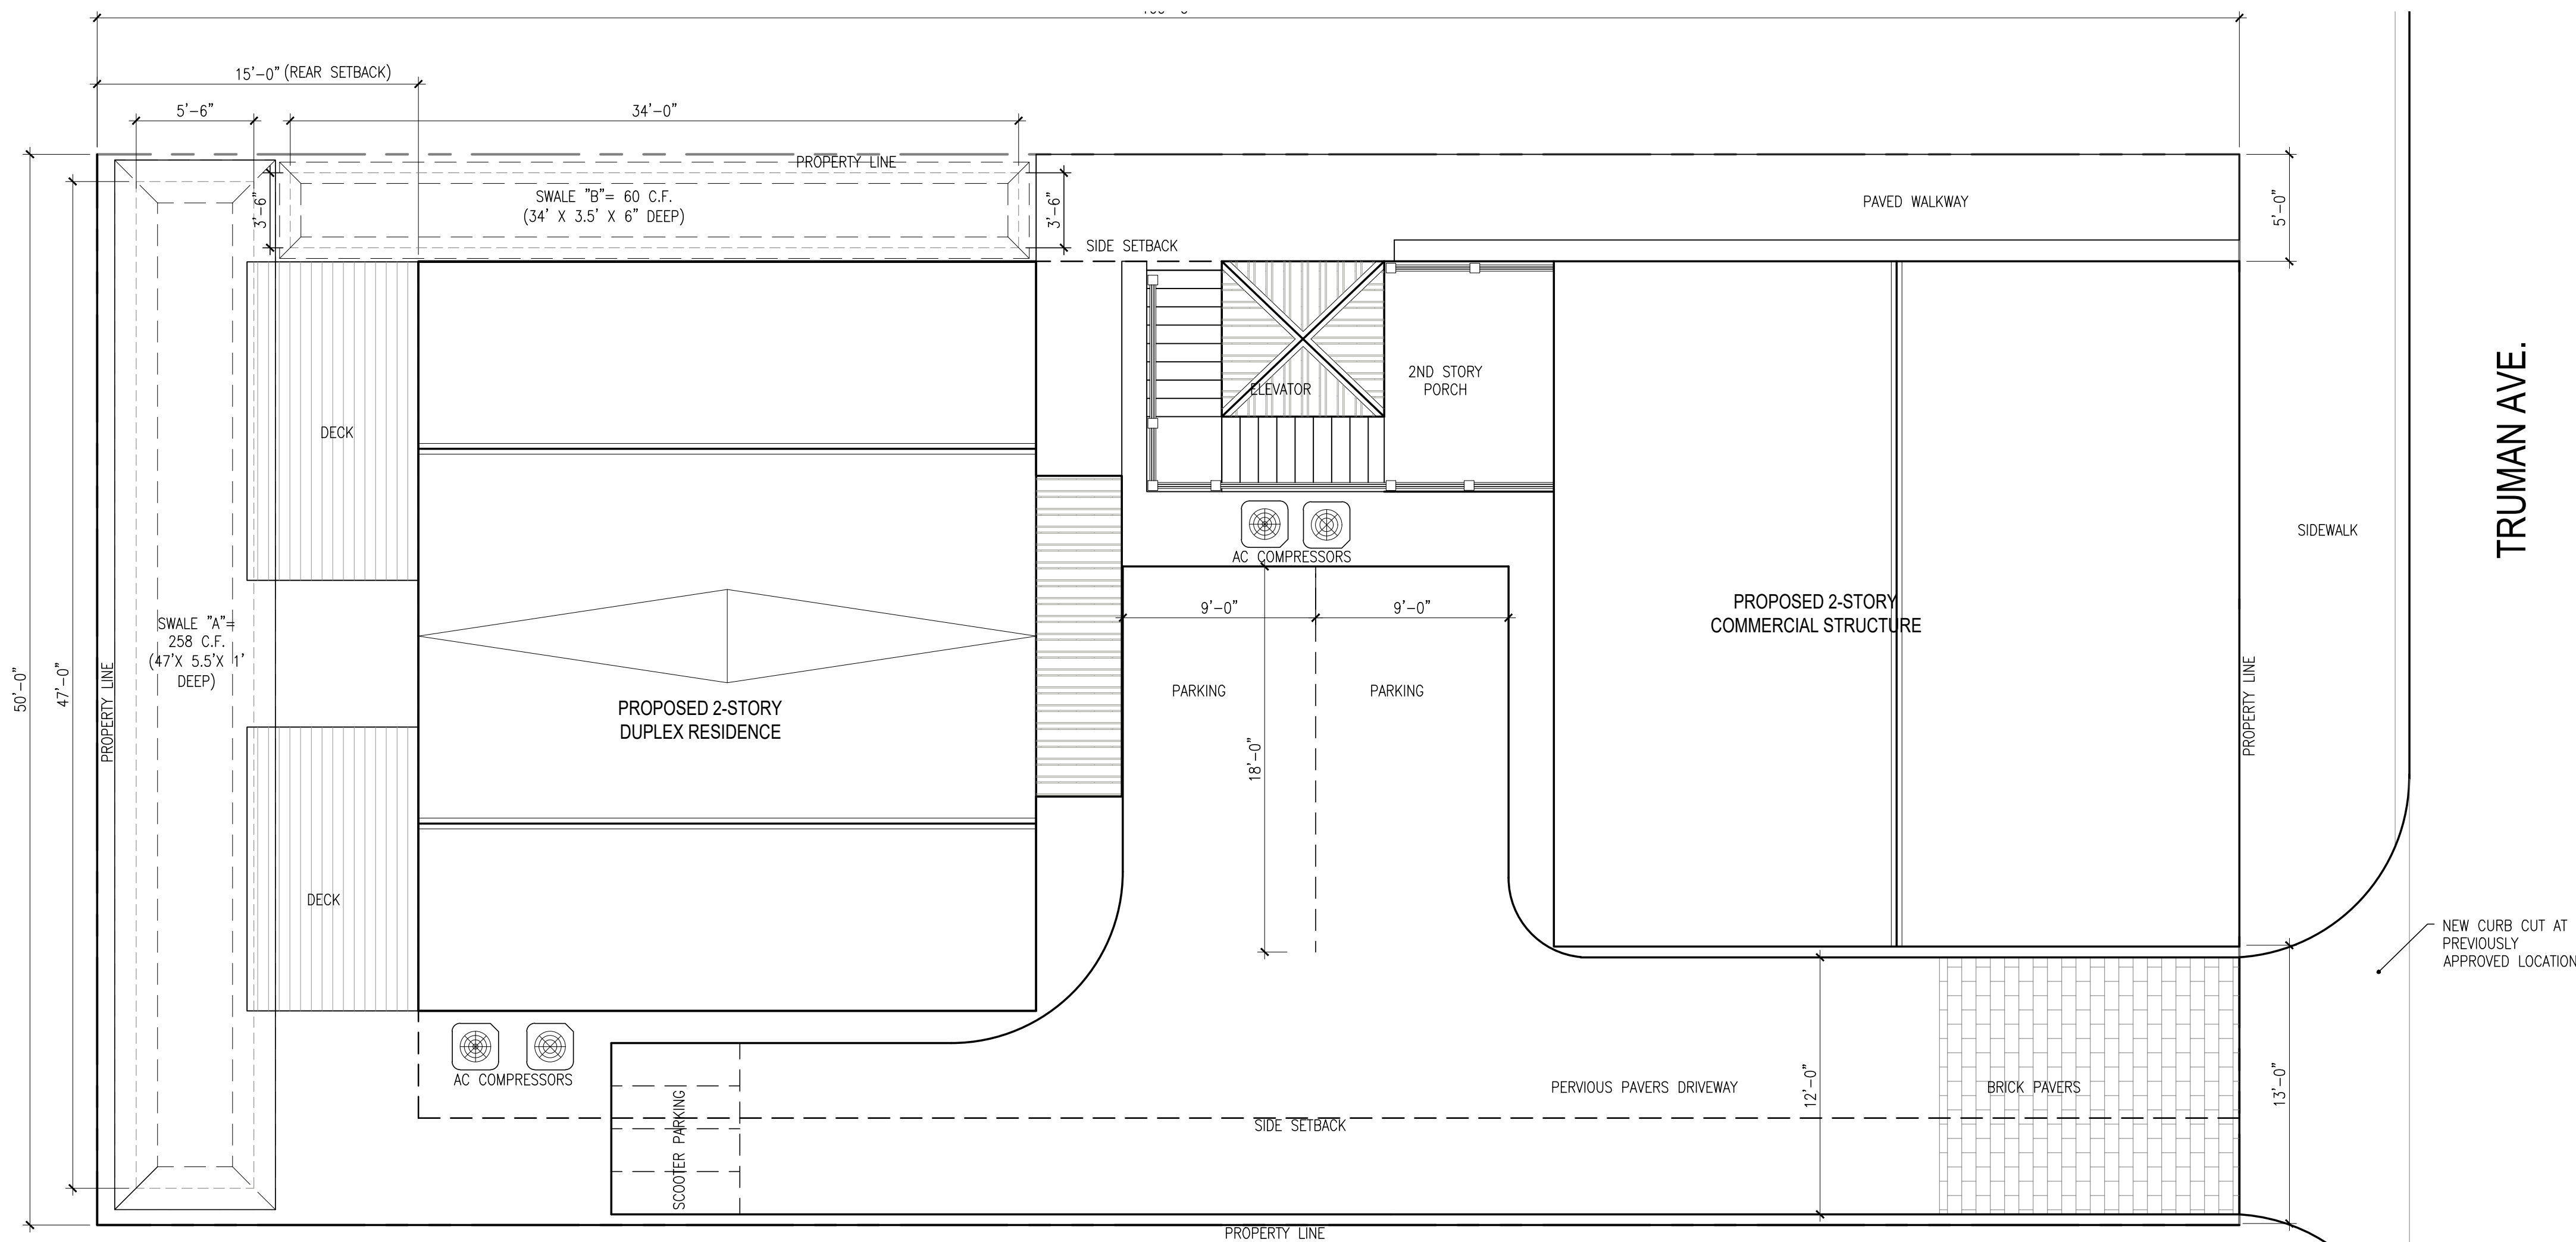 15'-0" (REAR SETBACK)
5'-6"
34'-0"
PROPERTY LINE
SWALE "B"= 60 C.F.
(34' X 3.5' X 6" DEEP)
3'-6"
3'-6"
SIDE SETBACK
PAVED WALKWAY
5'-0"
ELEVATOR
2ND STORY
PORCH
DECK
TRUMAN AVE.
SIDEWALK
AC COMPRESSORS
9'-0"
9'-0"
PROPOSED 2-STORY
COMMERCIAL STRUCTURE
SWALE "A"=
258 C.F.
(47'X 5.5'X 1'
DEEP)
50'-0"
47'-0"
PROPERTY LINE
PROPOSED 2-STORY
DUPLEX RESIDENCE
PARKING
PARKING
18'-0"
PROPERTY LINE
DECK
NEW CURB CUT AT
PREVIOUSLY
APPROVED LOCATION
AC COMPRESSORS
SCOOTER PARKING
PERVIOUS PAVERS DRIVEWAY
12'-0"
BRICK PAVERS
13'-0"
SIDE SETBACK
PROPERTY LINE